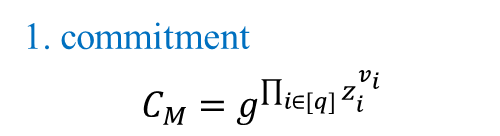 1. commitment
C_M = g^{∏_{i∈[q]} z_i^{v_i}}